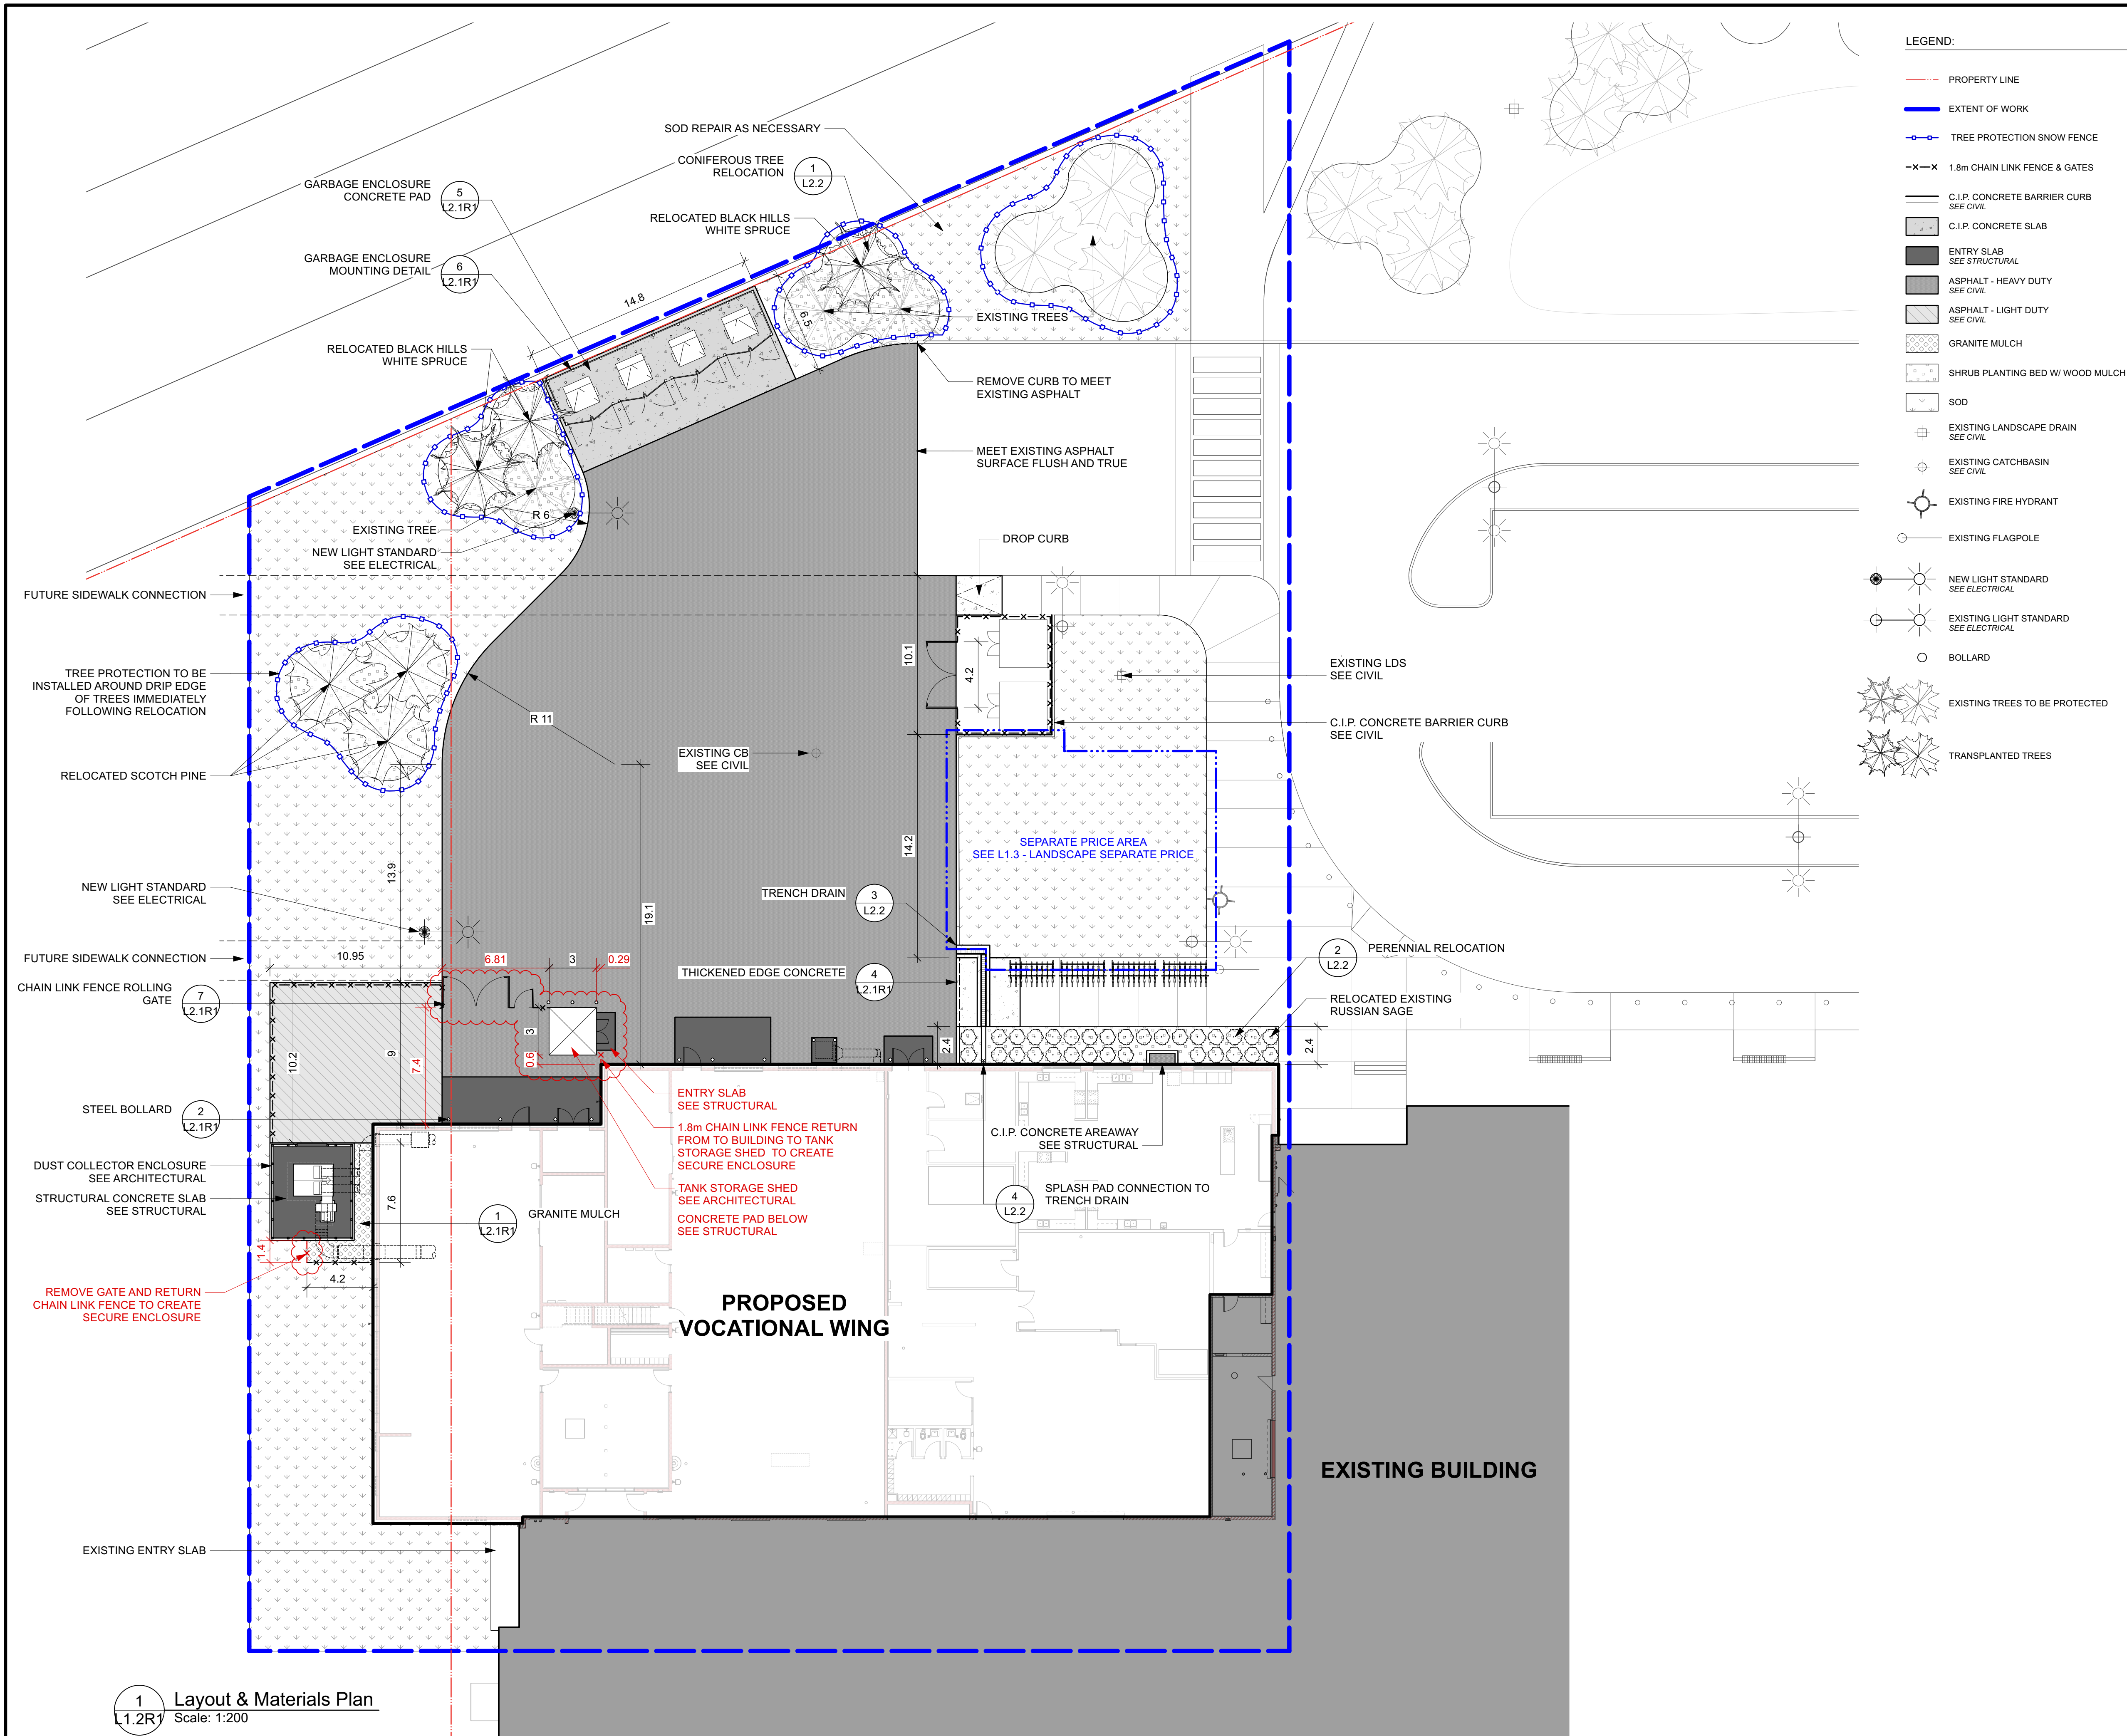 SOD REPAIR AS NECESSARY
CONIFEROUS TREE
RELOCATION
1
L2.2
GARBAGE ENCLOSURE
CONCRETE PAD
5
L2.1R1
RELOCATED BLACK HILLS
WHITE SPRUCE
GARBAGE ENCLOSURE
MOUNTING DETAIL
6
L2.1R1
14.8
6.5
EXISTING TREES
RELOCATED BLACK HILLS
WHITE SPRUCE
REMOVE CURB TO MEET
EXISTING ASPHALT
MEET EXISTING ASPHALT
SURFACE FLUSH AND TRUE
R 6
EXISTING TREE
NEW LIGHT STANDARD
SEE ELECTRICAL
DROP CURB
FUTURE SIDEWALK CONNECTION
10.1
4.2
TREE PROTECTION TO BE
INSTALLED AROUND DRIP EDGE
OF TREES IMMEDIATELY
FOLLOWING RELOCATION
EXISTING LDS
SEE CIVIL
R 11
C.I.P. CONCRETE BARRIER CURB
SEE CIVIL
EXISTING CB
SEE CIVIL
RELOCATED SCOTCH PINE
14.2
SEPARATE PRICE AREA
SEE L1.3 - LANDSCAPE SEPARATE PRICE
13.9
19.1
NEW LIGHT STANDARD
SEE ELECTRICAL
TRENCH DRAIN
3
L2.2
2
L2.2
PERENNIAL RELOCATION
FUTURE SIDEWALK CONNECTION
10.95
6.81
3
0.29
THICKENED EDGE CONCRETE
4
L2.1R1
CHAIN LINK FENCE ROLLING
GATE
7
L2.1R1
RELOCATED EXISTING
RUSSIAN SAGE
10.2
9
7.4
3
0.6
2.4
2.4
STEEL BOLLARD
2
L2.1R1
ENTRY SLAB
SEE STRUCTURAL
1.8m CHAIN LINK FENCE RETURN
FROM TO BUILDING TO TANK
STORAGE SHED TO CREATE
SECURE ENCLOSURE
C.I.P. CONCRETE AREAWAY
SEE STRUCTURAL
DUST COLLECTOR ENCLOSURE
SEE ARCHITECTURAL
STRUCTURAL CONCRETE SLAB
SEE STRUCTURAL
TANK STORAGE SHED
SEE ARCHITECTURAL
CONCRETE PAD BELOW
SEE STRUCTURAL
4
L2.2
SPLASH PAD CONNECTION TO
TRENCH DRAIN
7.6
1
L2.1R1
GRANITE MULCH
1.4
4.2
REMOVE GATE AND RETURN
CHAIN LINK FENCE TO CREATE
SECURE ENCLOSURE
PROPOSED
VOCATIONAL WING
EXISTING BUILDING
EXISTING ENTRY SLAB
1
L1.2R1
Layout & Materials Plan
Scale: 1:200
LEGEND:
PROPERTY LINE
EXTENT OF WORK
TREE PROTECTION SNOW FENCE
1.8m CHAIN LINK FENCE & GATES
C.I.P. CONCRETE BARRIER CURB
SEE CIVIL
C.I.P. CONCRETE SLAB
ENTRY SLAB
SEE STRUCTURAL
ASPHALT - HEAVY DUTY
SEE CIVIL
ASPHALT - LIGHT DUTY
SEE CIVIL
GRANITE MULCH
SHRUB PLANTING BED W/ WOOD MULCH
SOD
EXISTING LANDSCAPE DRAIN
SEE CIVIL
EXISTING CATCHBASIN
SEE CIVIL
EXISTING FIRE HYDRANT
EXISTING FLAGPOLE
NEW LIGHT STANDARD
SEE ELECTRICAL
EXISTING LIGHT STANDARD
SEE ELECTRICAL
BOLLARD
EXISTING TREES TO BE PROTECTED
TRANSPLANTED TREES